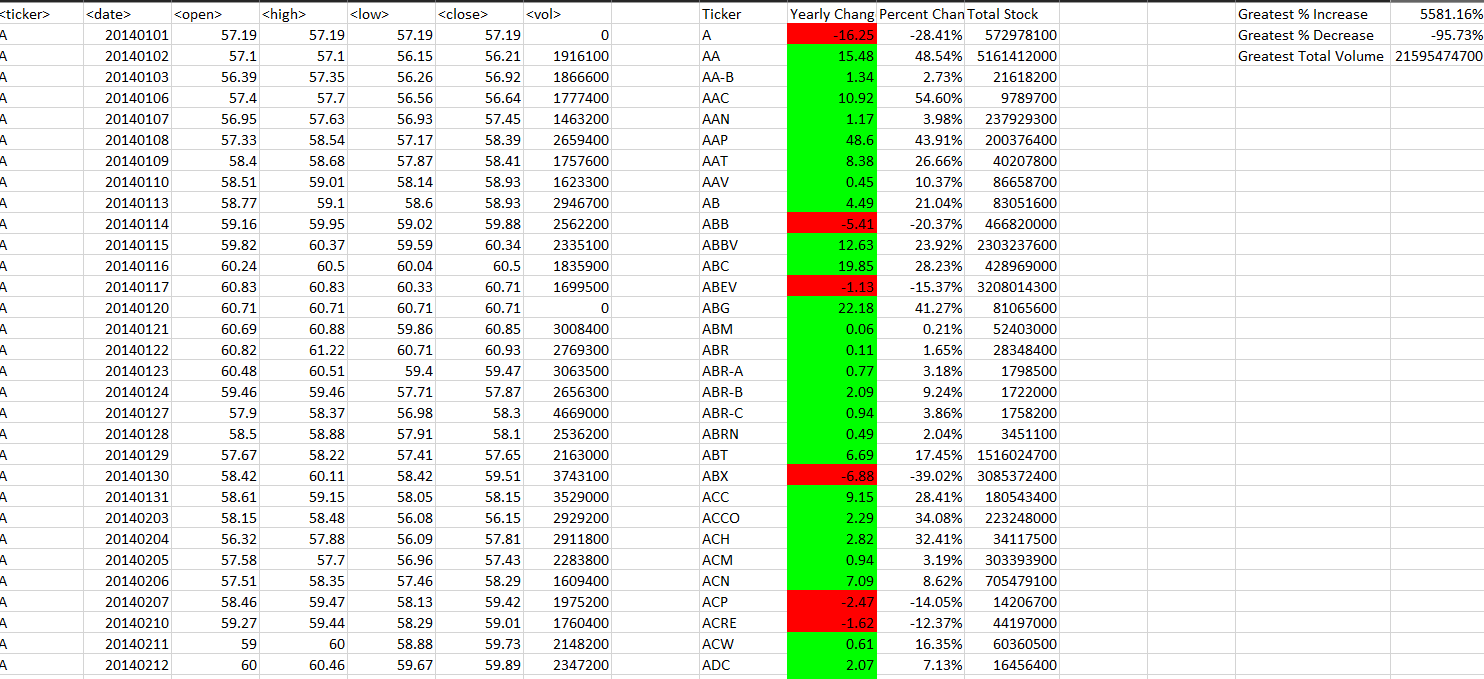 <ticker> <date> <open> <high> <low> <close> <vol> Ticker Yearly Chang Percent Chan Total Stock Greatest % Increase 5581.16%
A 20140101 57.19 57.19 57.19 57.19 0 A -16.25 -28.41% 572978100 Greatest % Decrease -95.73%
A 20140102 57.1 57.1 56.15 56.21 1916100 AA 15.48 48.54% 5161412000 Greatest Total Volume 21595474700
A 20140103 56.39 57.35 56.26 56.92 1866600 AA-B 1.34 2.73% 21618200
A 20140106 57.4 57.7 56.56 56.64 1777400 AAC 10.92 54.60% 9789700
A 20140107 56.95 57.63 56.93 57.45 1463200 AAN 1.17 3.98% 237929300
A 20140108 57.33 58.54 57.17 58.39 2659400 AAP 48.6 43.91% 200376400
A 20140109 58.4 58.68 57.87 58.41 1757600 AAT 8.38 26.66% 40207800
A 20140110 58.51 59.01 58.14 58.93 1623300 AAV 0.45 10.37% 86658700
A 20140113 58.77 59.1 58.6 58.93 2946700 AB 4.49 21.04% 83051600
A 20140114 59.16 59.95 59.02 59.88 2562200 ABB -5.41 -20.37% 466820000
A 20140115 59.82 60.37 59.59 60.34 2335100 ABBV 12.63 23.92% 2303237600
A 20140116 60.24 60.5 60.04 60.5 1835900 ABC 19.85 28.23% 428969000
A 20140117 60.83 60.83 60.33 60.71 1699500 ABEV -1.13 -15.37% 3208014300
A 20140120 60.71 60.71 60.71 60.71 0 ABG 22.18 41.27% 81065600
A 20140121 60.69 60.88 59.86 60.85 3008400 ABM 0.06 0.21% 52403000
A 20140122 60.82 61.22 60.71 60.93 2769300 ABR 0.11 1.65% 28348400
A 20140123 60.48 60.51 59.4 59.47 3063500 ABR-A 0.77 3.18% 1798500
A 20140124 59.46 59.46 57.71 57.87 2656300 ABR-B 2.09 9.24% 1722000
A 20140127 57.9 58.37 56.98 58.3 4669000 ABR-C 0.94 3.86% 1758200
A 20140128 58.5 58.88 57.91 58.1 2536200 ABRN 0.49 2.04% 3451100
A 20140129 57.67 58.22 57.41 57.65 2163000 ABT 6.69 17.45% 1516024700
A 20140130 58.42 60.11 58.42 59.51 3743100 ABX -6.88 -39.02% 3085372400
A 20140131 58.61 59.15 58.05 58.15 3529000 ACC 9.15 28.41% 180543400
A 20140203 58.15 58.48 56.08 56.15 2929200 ACCO 2.29 34.08% 223248000
A 20140204 56.32 57.88 56.09 57.81 2911800 ACH 2.82 32.41% 34117500
A 20140205 57.58 57.7 56.96 57.43 2283800 ACM 0.94 3.19% 303393900
A 20140206 57.51 58.35 57.46 58.29 1609400 ACN 7.09 8.62% 705479100
A 20140207 58.46 59.47 58.13 59.42 1975200 ACP -2.47 -14.05% 14206700
A 20140210 59.27 59.44 58.29 59.01 1760400 ACRE -1.62 -12.37% 44197000
A 20140211 59 60 58.88 59.73 2148200 ACW 0.61 16.35% 60360500
A 20140212 60 60.46 59.67 59.89 2347200 ADC 2.07 7.13% 16456400